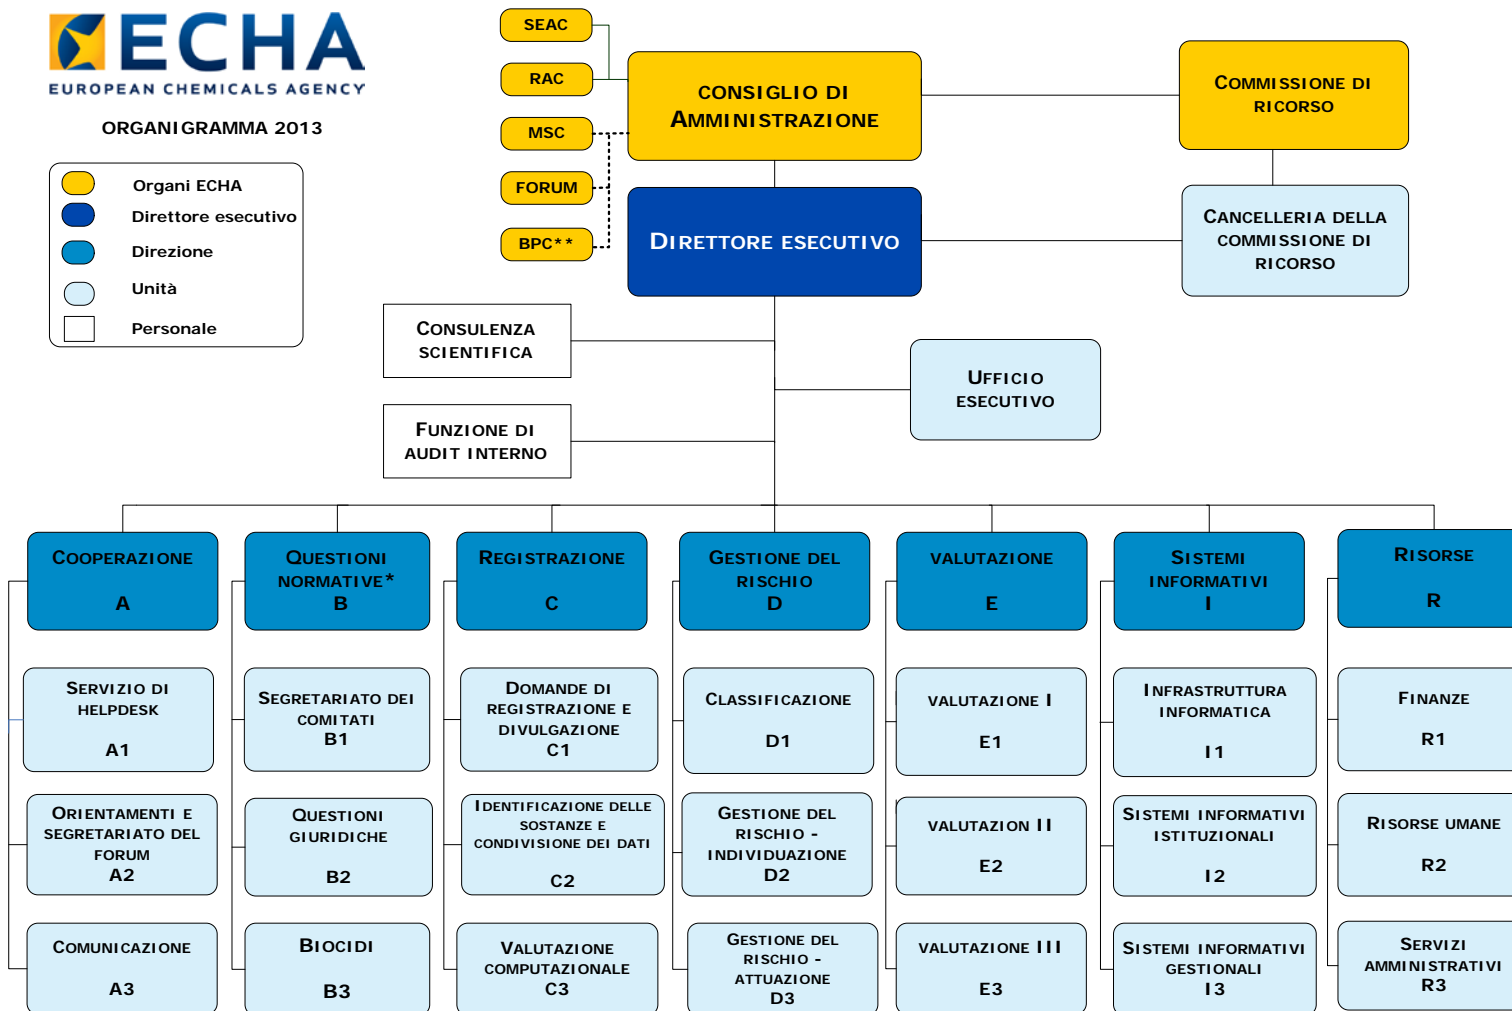 ECHA
EUROPEAN CHEMICALS AGENCY
ORGANIGRAMMA 2013
Organi ECHA
Direttore esecutivo
Direzione
Unità
Personale
SEAC
RAC
MSC
FORUM
BPC**
CONSIGLIO DI
AMMINISTRAZIONE
COMMISSIONE DI
RICORSO
DIRETTORE ESECUTIVO
CANCELLERIA DELLA
COMMISSIONE DI
RICORSO
CONSULENZA
SCIENTIFICA
UFFICIO
ESECUTIVO
FUNZIONE DI
AUDIT INTERNO
COOPERAZIONE
A
QUESTIONI
NORMATIVE*
B
REGISTRAZIONE
C
GESTIONE DEL
RISCHIO
D
VALUTAZIONE
E
SISTEMI
INFORMATIVI
I
RISORSE
R
SERVIZIO DI
HELPDESK
A1
SEGRETARIATO DEI
COMITATI
B1
DOMANDE DI
REGISTRAZIONE E
DIVULGAZIONE
C1
CLASSIFICAZIONE
D1
VALUTAZIONE I
E1
INFRASTRUTTURA
INFORMATICA
I1
FINANZE
R1
ORIENTAMENTI E
SEGRETARIATO DEL
FORUM
A2
QUESTIONI
GIURIDICHE
B2
IDENTIFICAZIONE DELLE
SOSTANZE E
CONDIVISIONE DEI DATI
C2
GESTIONE DEL
RISCHIO -
INDIVIDUAZIONE
D2
VALUTAZION II
E2
SISTEMI INFORMATIVI
ISTITUZIONALI
I2
RISORSE UMANE
R2
COMUNICAZIONE
A3
BIOCIDI
B3
VALUTAZIONE
COMPUTAZIONALE
C3
GESTIONE DEL
RISCHIO -
ATTUAZIONE
D3
VALUTAZIONE III
E3
SISTEMI INFORMATIVI
GESTIONALI
I3
SERVIZI
AMMINISTRATIVI
R3